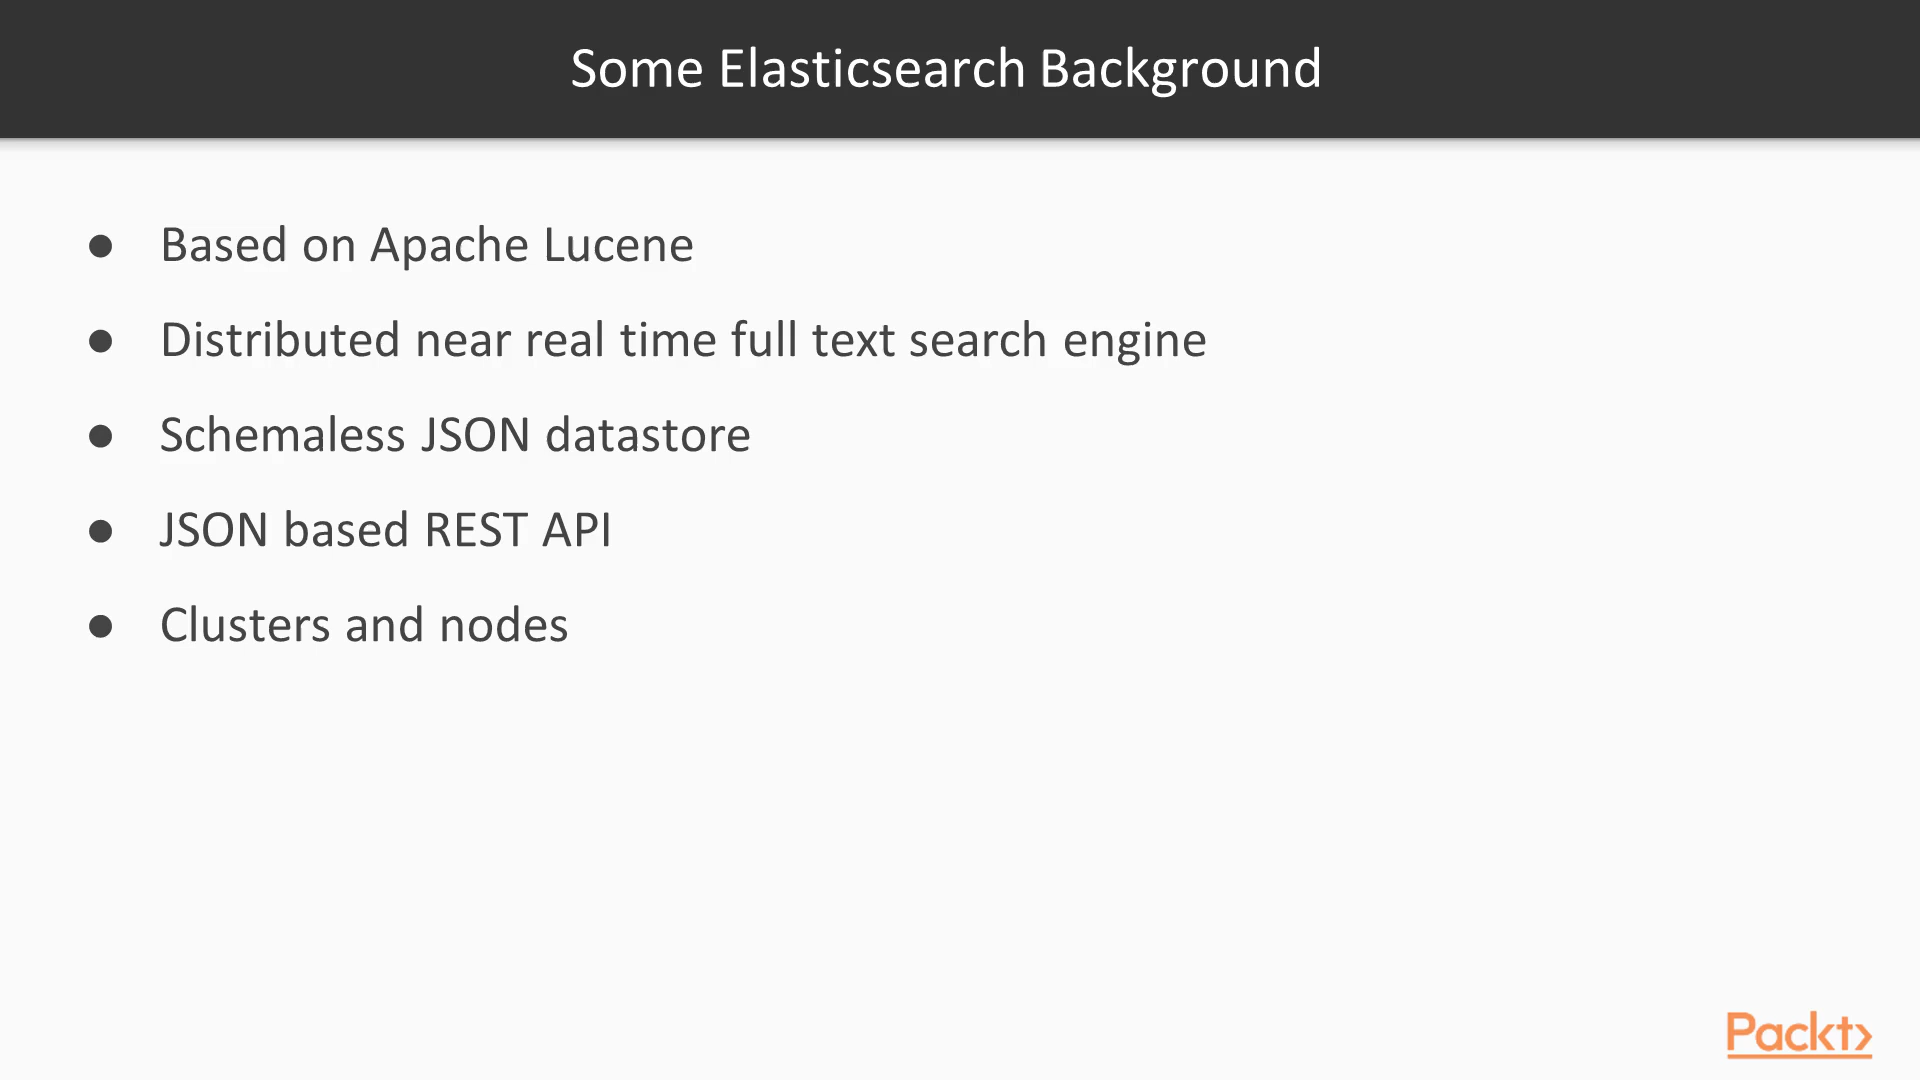 Some Elasticsearch Background
● Based on Apache Lucene
● Distributed near real time full text search engine
● Schemaless JSON datastore
● JSON based REST API
● Clusters and nodes
Packt>